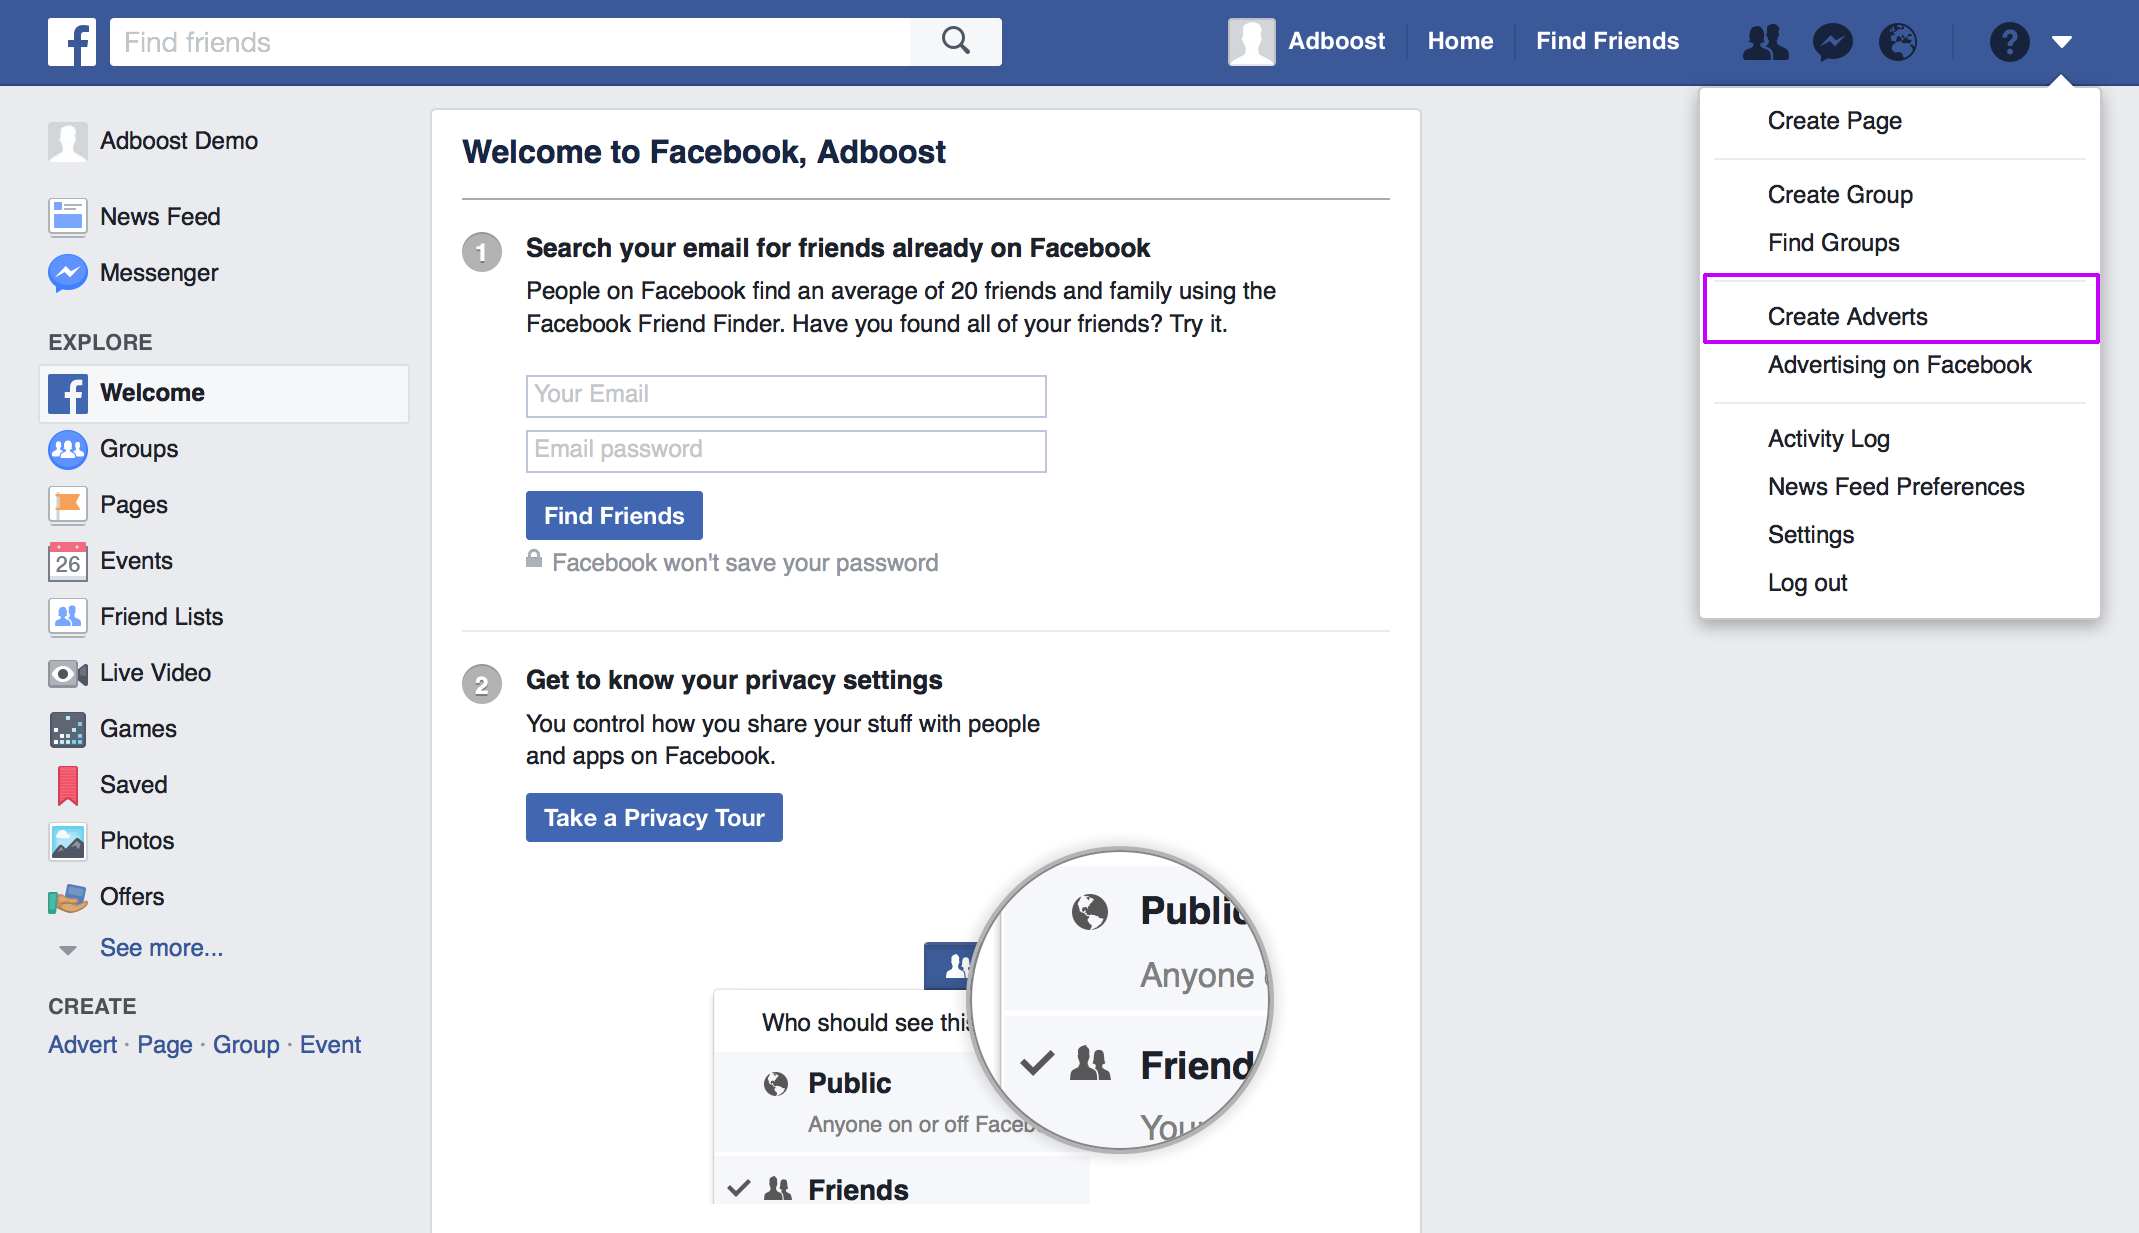 Find friends
Adboost
Home
Find Friends
?
Adboost Demo
News Feed
Messenger
EXPLORE
Welcome
Groups
Pages
26
Events
Friend Lists
Live Video
Games
Saved
Photos
Offers
See more...
CREATE
Advert · Page · Group · Event
Welcome to Facebook, Adboost
1
Search your email for friends already on Facebook
People on Facebook find an average of 20 friends and family using the
Facebook Friend Finder. Have you found all of your friends? Try it.
Your Email
Email password
Find Friends
Facebook won't save your password
2
Get to know your privacy settings
You control how you share your stuff with people
and apps on Facebook.
Take a Privacy Tour
Who should see this
Public
Anyone on or off Faceb
Friends
Public
Anyone
Friend
You
Create Page
Create Group
Find Groups
Create Adverts
Advertising on Facebook
Activity Log
News Feed Preferences
Settings
Log out